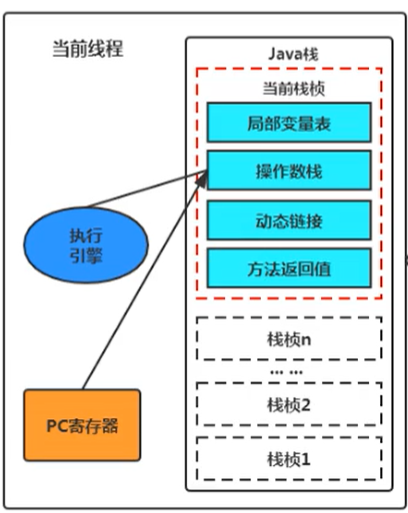 当前线程
Java栈
当前栈桢
局部变量表
操作数栈
动态链接
方法返回值
执行
引擎
栈桢n
... ...
PC寄存器
栈桢2
栈桢1